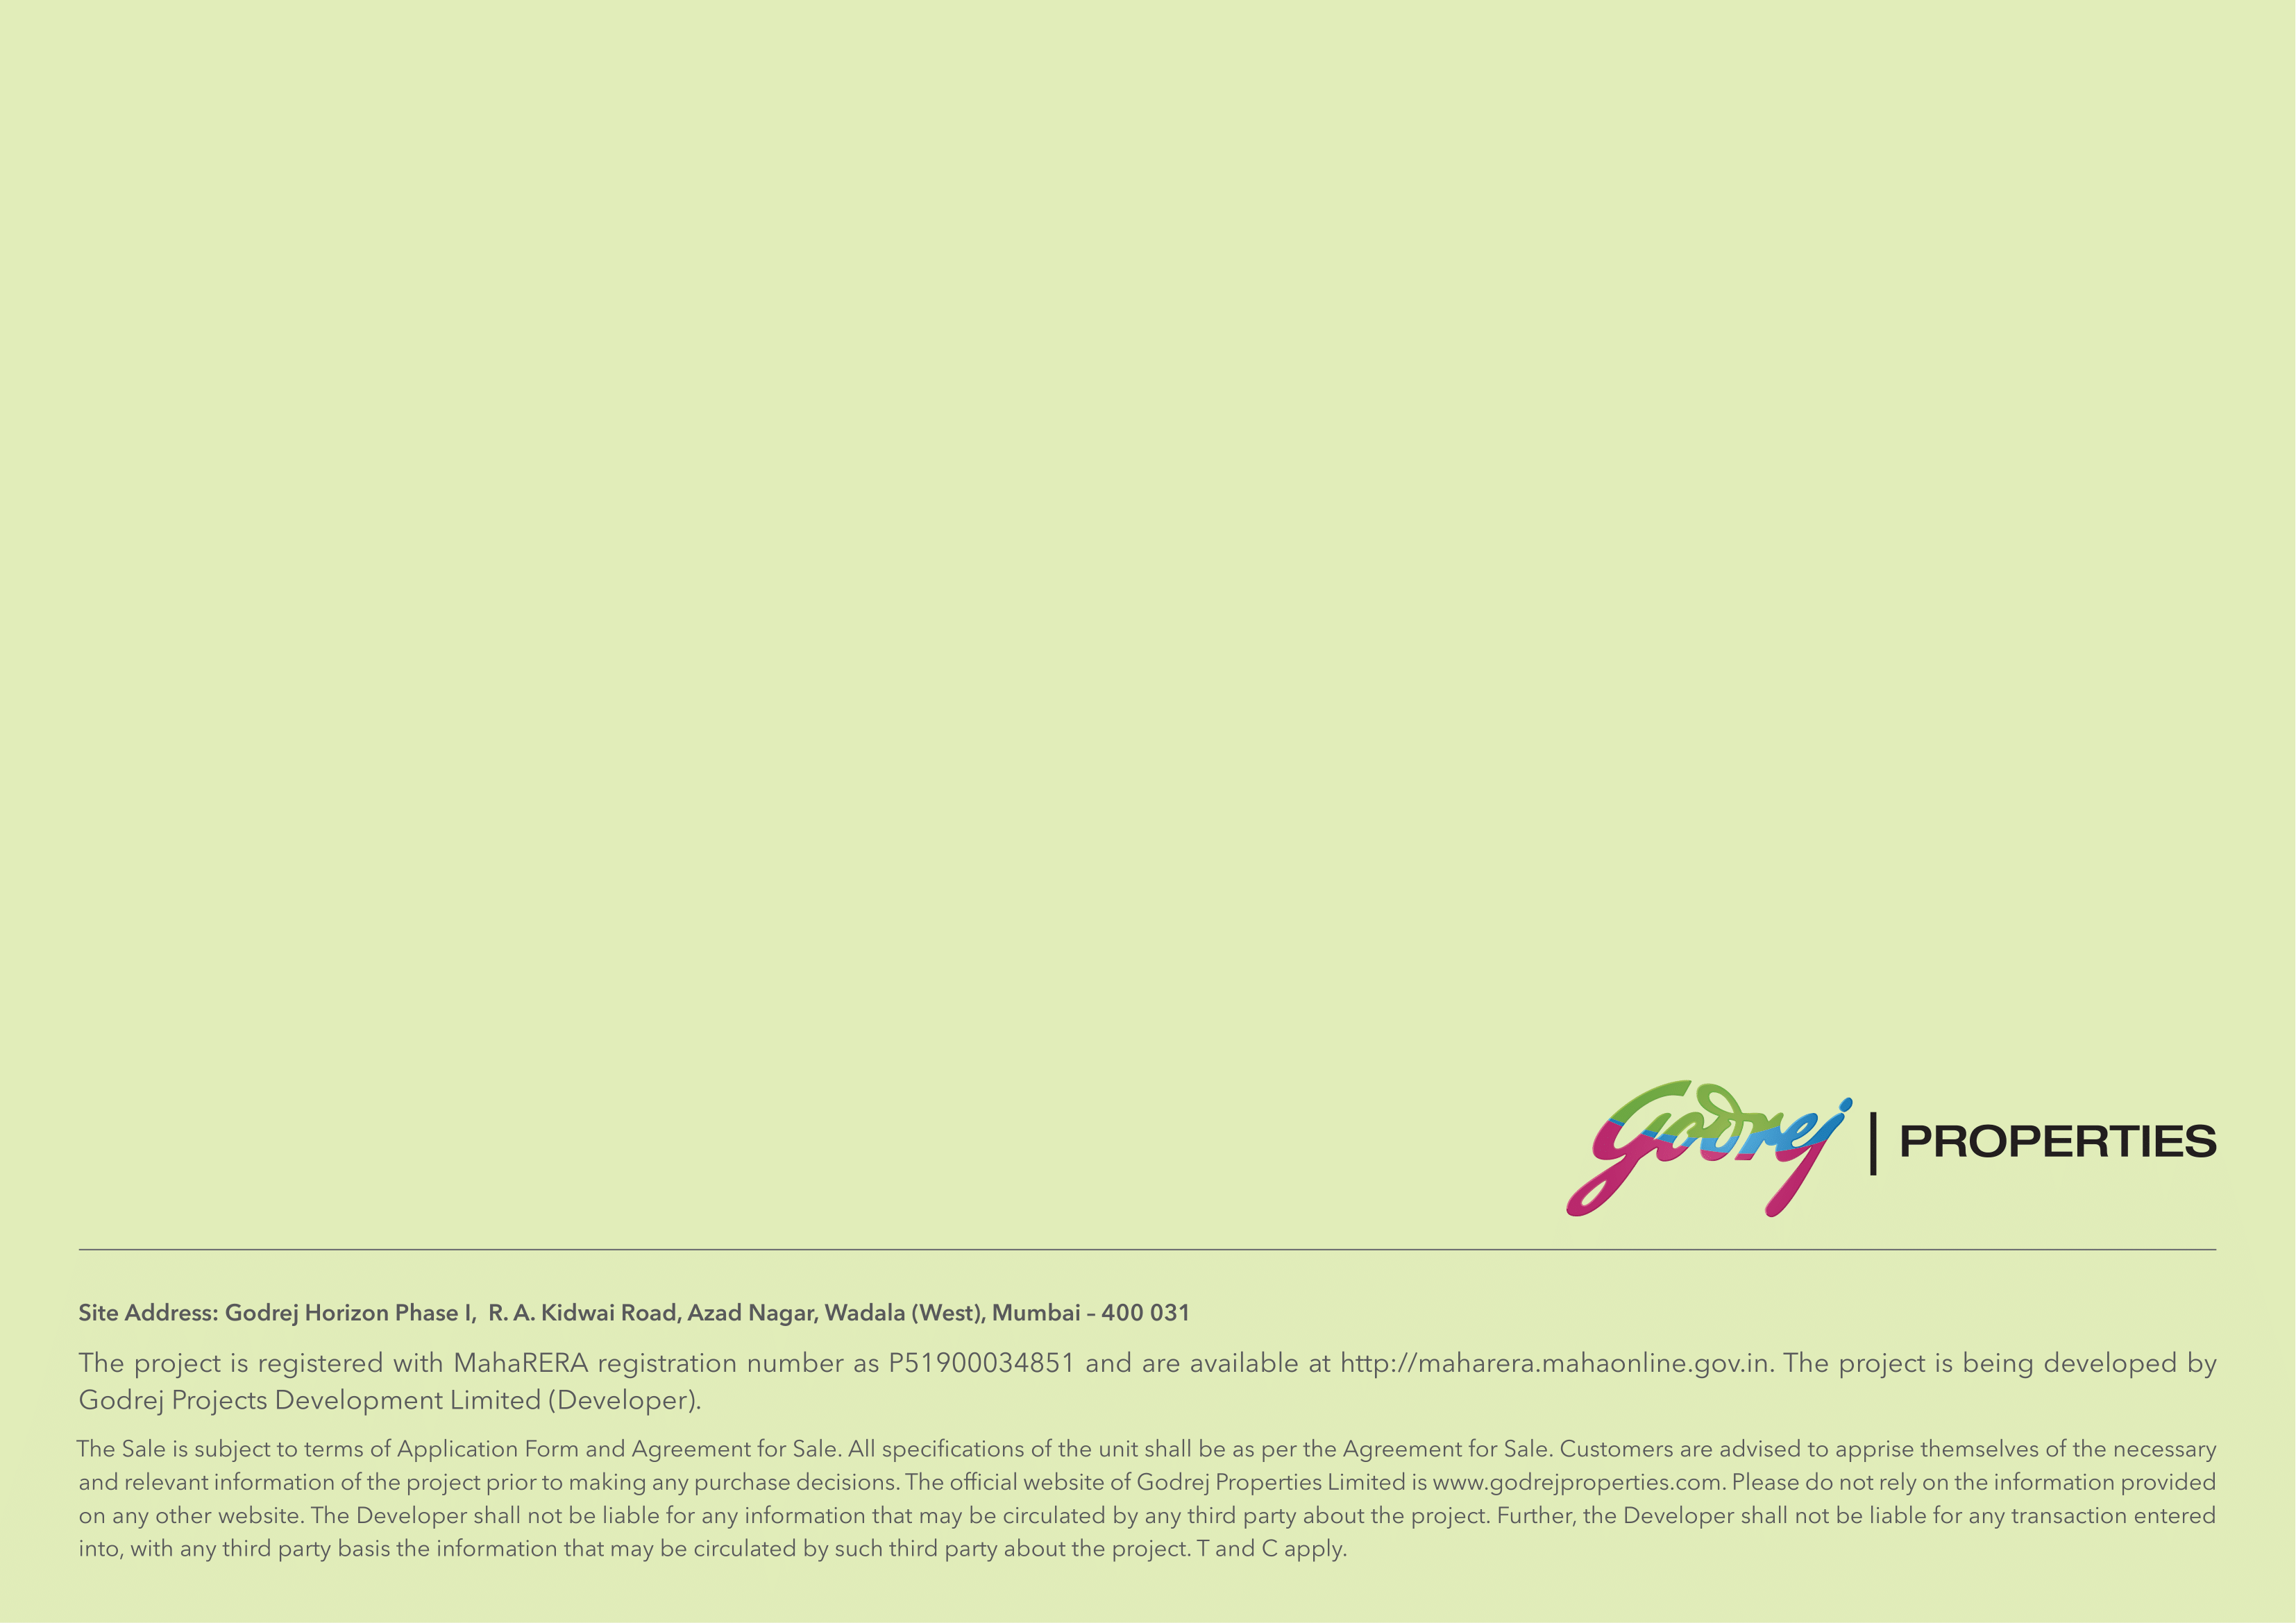 Godrej | PROPERTIES
Site Address: Godrej Horizon Phase I, R. A. Kidwai Road, Azad Nagar, Wadala (West), Mumbai – 400 031
The project is registered with MahaRERA registration number as P51900034851 and are available at http://maharera.mahaonline.gov.in. The project is being developed by
Godrej Projects Development Limited (Developer).
The Sale is subject to terms of Application Form and Agreement for Sale. All specifications of the unit shall be as per the Agreement for Sale. Customers are advised to apprise themselves of the necessary
and relevant information of the project prior to making any purchase decisions. The official website of Godrej Properties Limited is www.godrejproperties.com. Please do not rely on the information provided
on any other website. The Developer shall not be liable for any information that may be circulated by any third party about the project. Further, the Developer shall not be liable for any transaction entered
into, with any third party basis the information that may be circulated by such third party about the project. T and C apply.